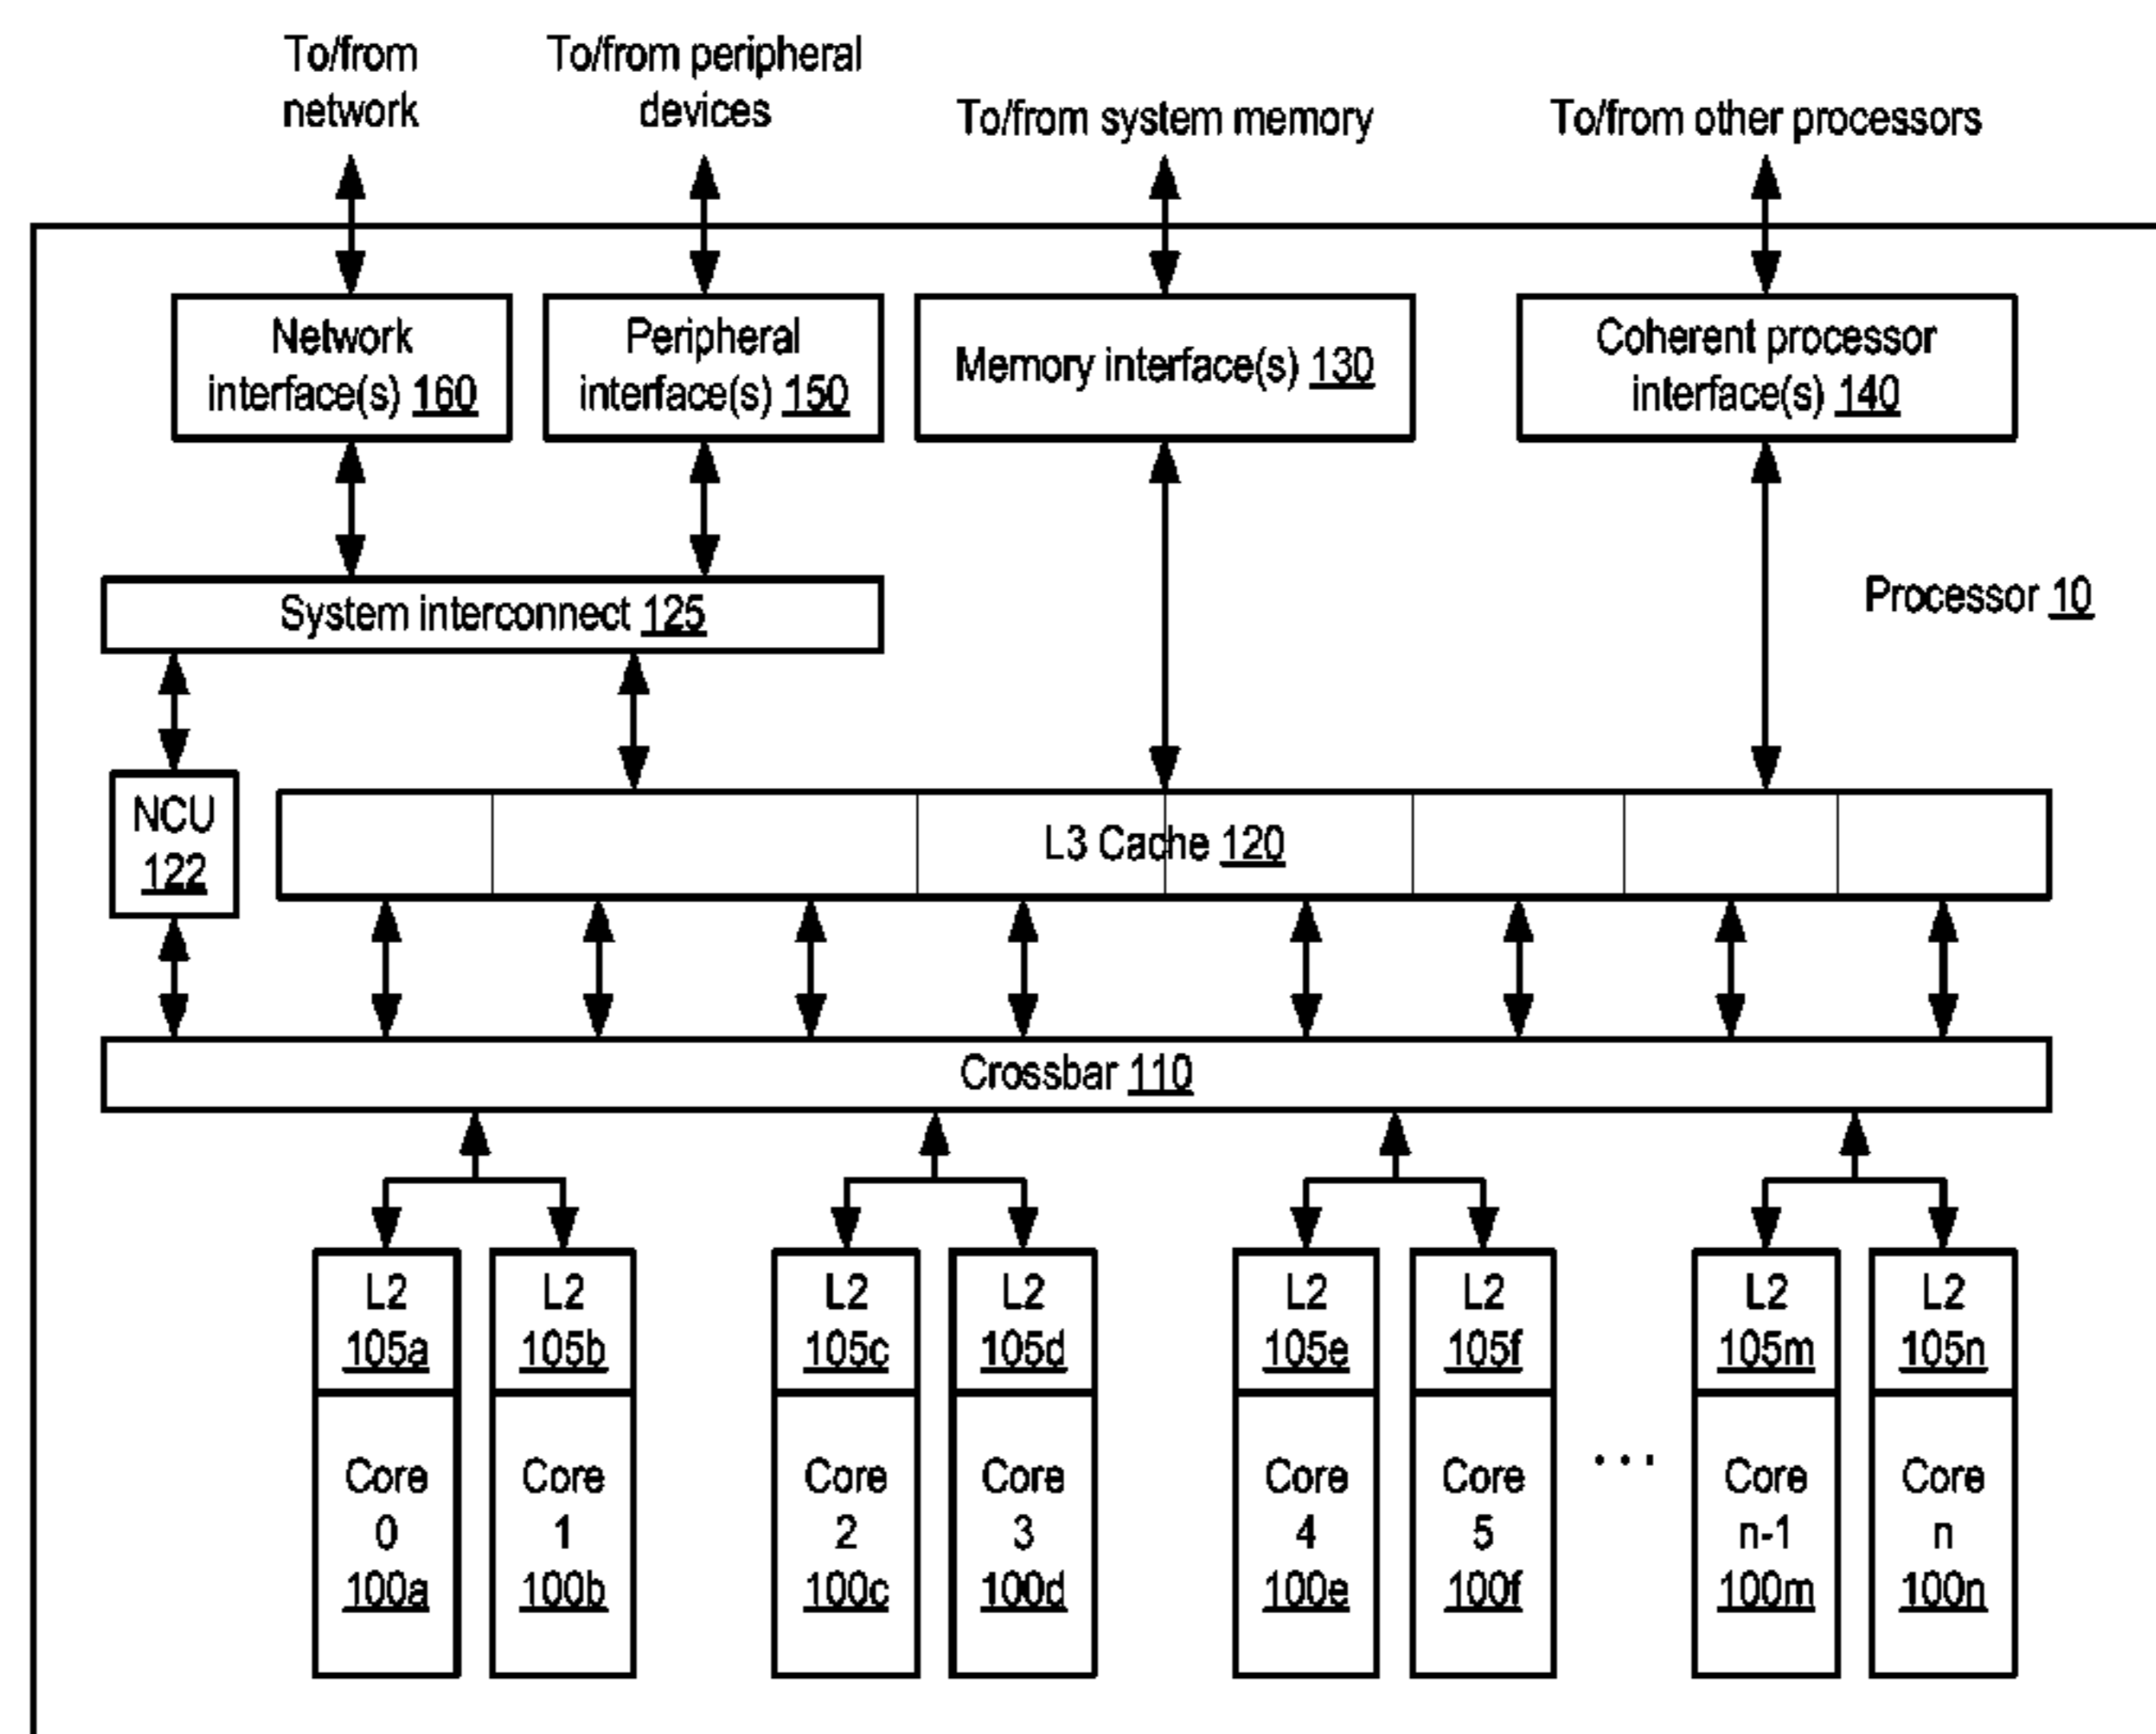 To/from
network
To/from peripheral
devices
To/from system memory
To/from other processors
Network
interface(s) 160
Peripheral
interface(s) 150
Memory interface(s) 130
Coherent processor
interface(s) 140
System interconnect 125
Processor 10
NCU
122
L3 Cache 120
Crossbar 110
L2
105a
L2
105b
L2
105c
L2
105d
L2
105e
L2
105f
L2
105m
L2
105n
Core
0
100a
Core
1
100b
Core
2
100c
Core
3
100d
Core
4
100e
Core
5
100f
...
Core
n-1
100m
Core
n
100n